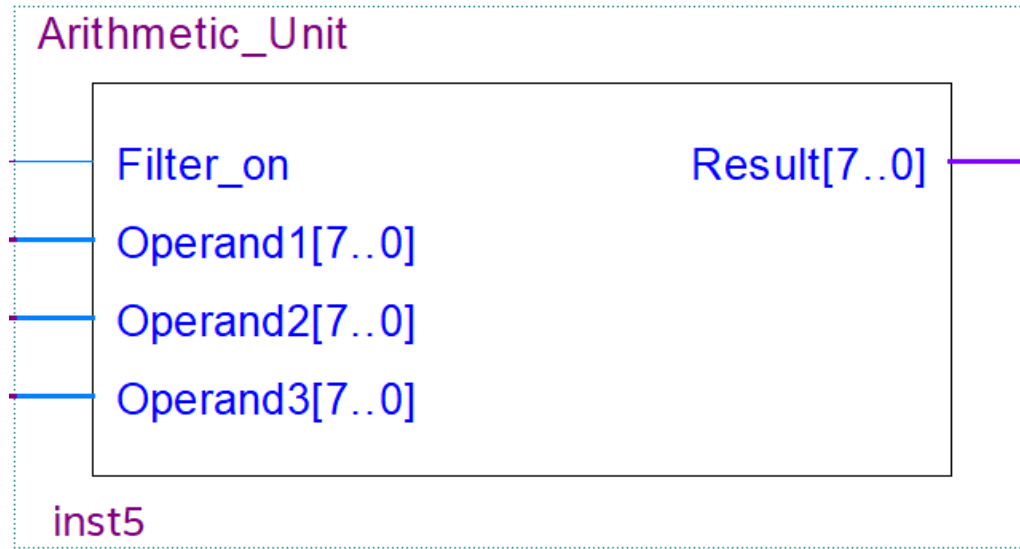 Arithmetic_Unit
Filter_on
Result[7..0]
Operand1[7..0]
Operand2[7..0]
Operand3[7..0]
inst5